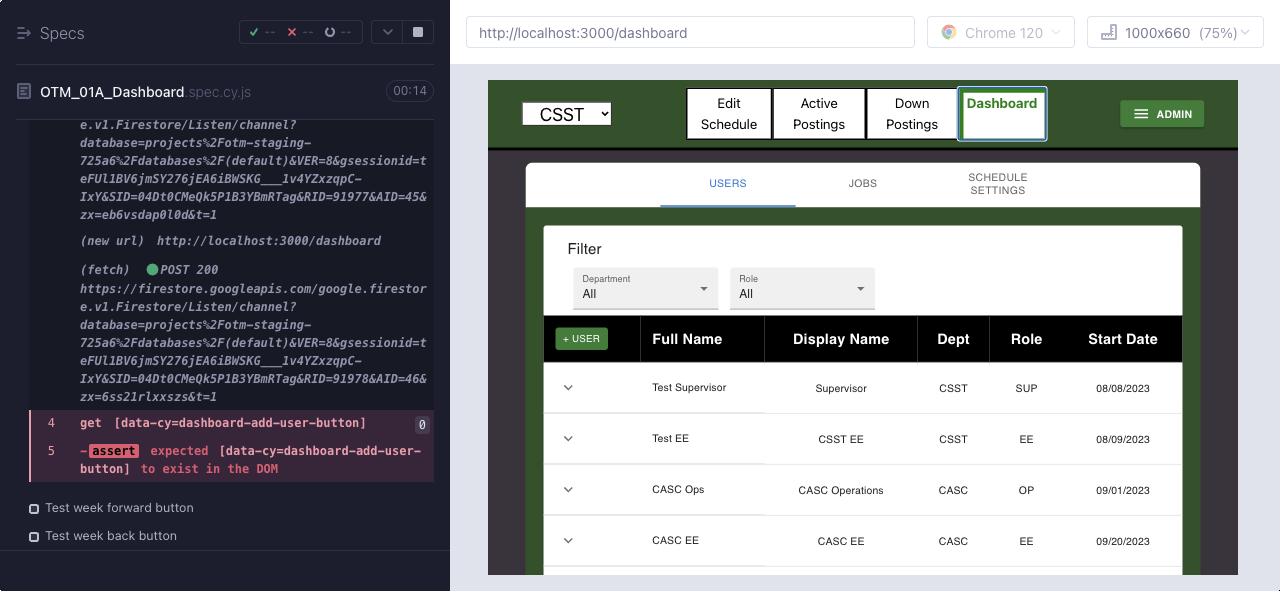 Specs
-- -- --
OTM_01A_Dashboard.spec.cy.js
00:14
e.v1.Firestore/Listen/channel?
database=projects%2Fotm-staging-
725a6%2Fdatabases%2F(default)&VER=8&gsessionid=t
eFUl1BV6jmSY276jEA6iBWSKG___1v4YZxzqpC-
IxY&SID=04Dt0CMeQk5P1B3YBmRTag&RID=91977&AID=45&
zx=eb6vsdap0l0d&t=1
(new url) http://localhost:3000/dashboard
(fetch) POST 200
https://firestore.googleapis.com/google.firestor
e.v1.Firestore/Listen/channel?
database=projects%2Fotm-staging-
725a6%2Fdatabases%2F(default)&VER=8&gsessionid=t
eFUl1BV6jmSY276jEA6iBWSKG___1v4YZxzqpC-
IxY&SID=04Dt0CMeQk5P1B3YBmRTag&RID=91978&AID=46&
zx=6ss21rlxxszs&t=1
4 get [data-cy=dashboard-add-user-button] 0
5 -assert expected [data-cy=dashboard-add-user-
button] to exist in the DOM
Test week forward button
Test week back button
http://localhost:3000/dashboard
Chrome 120
1000x660 (75%)
CSST
Edit
Schedule
Active
Postings
Down
Postings
Dashboard
ADMIN
USERS
JOBS
SCHEDULE
SETTINGS
Filter
Department
All
Role
All
+ USER Full Name Display Name Dept Role Start Date
Test Supervisor Supervisor CSST SUP 08/08/2023
Test EE CSST EE CSST EE 08/09/2023
CASC Ops CASC Operations CASC OP 09/01/2023
CASC EE CASC EE CASC EE 09/20/2023